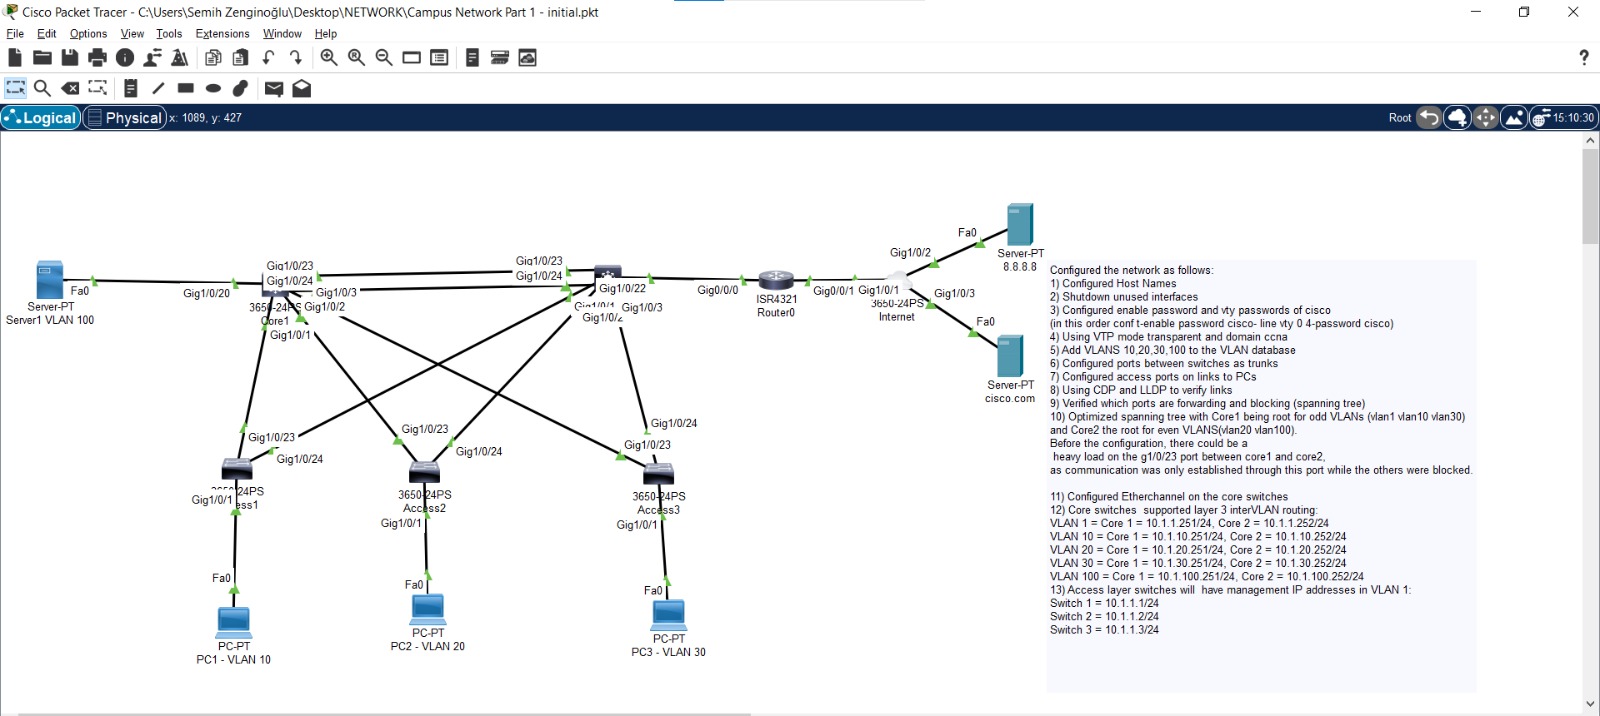 Cisco Packet Tracer - C:\Users\Semih Zenginoğlu\Desktop\NETWORK\Campus Network Part 1 - initial.pkt
File Edit Options View Tools Extensions Window Help
Logical Physical x: 1089, y: 427
Root 15:10:30
Fa0
Server-PT
Server1 VLAN 100
Gig1/0/20
Gig1/0/23
Gig1/0/24
Gig1/0/3
Gig1/0/2
3650-24PS
Core1
Gig1/0/1
Gig1/0/23
Gig1/0/24
Gig1/0/22
Gig1/0/1
Gig1/0/3
Gig1/0/2
Gig0/0/0
ISR4321
Router0
Gig0/0/1
Gig1/0/1
3650-24PS
Internet
Gig1/0/2
Gig1/0/3
Fa0
Server-PT
8.8.8.8
Fa0
Server-PT
cisco.com
Gig1/0/23
Gig1/0/24
24PS
Gig1/0/1
ess1
Gig1/0/23
Gig1/0/24
3650-24PS
Access2
Gig1/0/1
Gig1/0/24
Gig1/0/23
3650-24PS
Access3
Gig1/0/1
Fa0
PC-PT
PC1 - VLAN 10
Fa0
PC-PT
PC2 - VLAN 20
Fa0
PC-PT
PC3 - VLAN 30
Configured the network as follows:
1) Configured Host Names
2) Shutdown unused interfaces
3) Configured enable password and vty passwords of cisco
(in this order conf t-enable password cisco- line vty 0 4-password cisco)
4) Using VTP mode transparent and domain ccna
5) Add VLANS 10,20,30,100 to the VLAN database
6) Configured ports between switches as trunks
7) Configured access ports on links to PCs
8) Using CDP and LLDP to verify links
9) Verified which ports are forwarding and blocking (spanning tree)
10) Optimized spanning tree with Core1 being root for odd VLANs (vlan1 vlan10 vlan30)
and Core2 the root for even VLANS(vlan20 vlan100).
Before the configuration, there could be a
heavy load on the g1/0/23 port between core1 and core2,
as communication was only established through this port while the others were blocked.
11) Configured Etherchannel on the core switches
12) Core switches supported layer 3 interVLAN routing:
VLAN 1 = Core 1 = 10.1.1.251/24, Core 2 = 10.1.1.252/24
VLAN 10 = Core 1 = 10.1.10.251/24, Core 2 = 10.1.10.252/24
VLAN 20 = Core 1 = 10.1.20.251/24, Core 2 = 10.1.20.252/24
VLAN 30 = Core 1 = 10.1.30.251/24, Core 2 = 10.1.30.252/24
VLAN 100 = Core 1 = 10.1.100.251/24, Core 2 = 10.1.100.252/24
13) Access layer switches will have management IP addresses in VLAN 1:
Switch 1 = 10.1.1.1/24
Switch 2 = 10.1.1.2/24
Switch 3 = 10.1.1.3/24